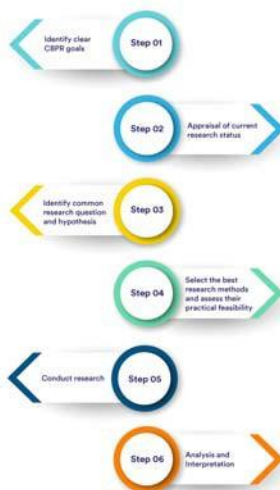 Identify clear
CBPR goals
Step 01
Step 02
Appraisal of current
research status
Identify common
research question
and hypothesis
Step 03
Step 04
Select the best
research methods
and assess their
practical feasibility
Conduct research
Step 05
Step 06
Analysis and
Interpretation